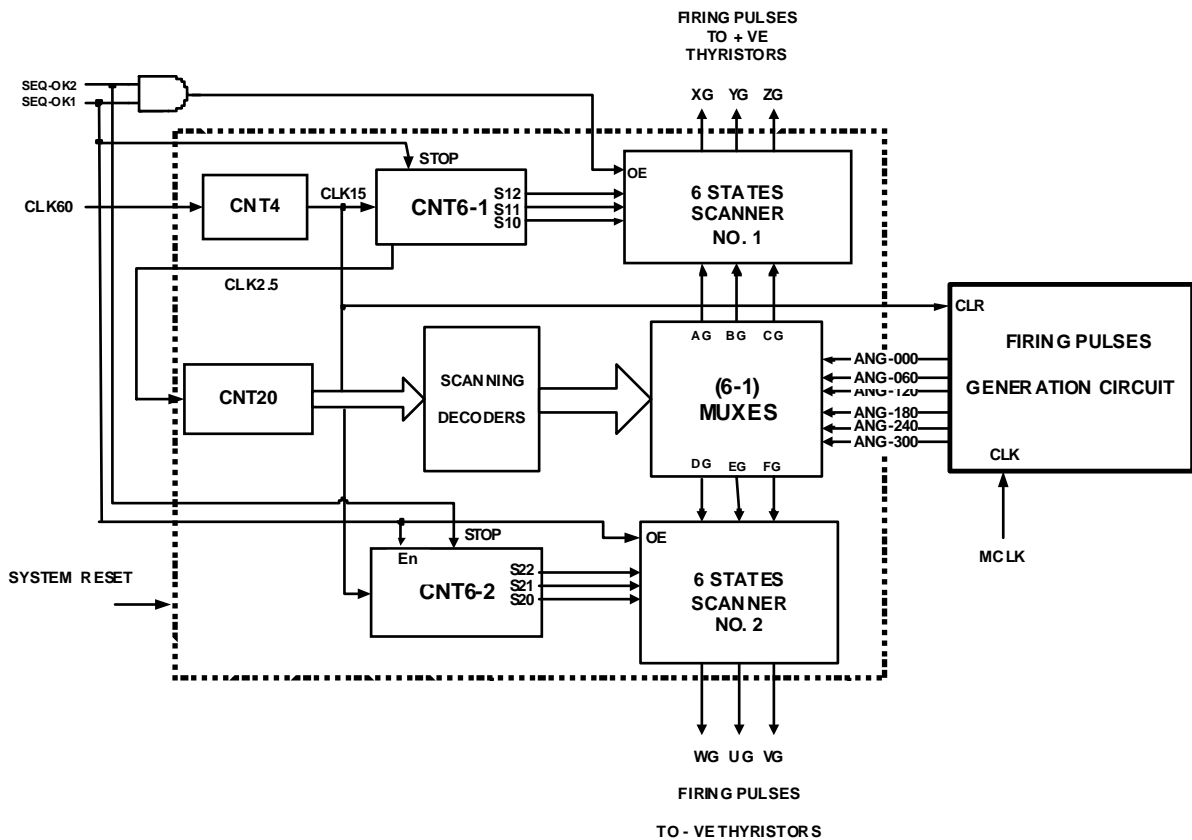 FIRING PULSES
TO + VE
THYRISTORS
SEQ-OK2
SEQ-OK1
XG YG ZG
STOP
OE
CLK60
CNT4
CLK15
CNT6-1
S12
S11
S10
6 STATES
SCANNER
NO. 1
CLK2.5
CLR
AG BG CG
FIRING PULSES
GENERATION CIRCUIT
CNT20
SCANNING
DECODERS
(6-1)
MUXES
ANG-000
ANG-060
ANG-120
ANG-180
ANG-240
ANG-300
CLK
DG EG FG
MCLK
STOP
En
OE
SYSTEM RESET
CNT6-2
S22
S21
S20
6 STATES
SCANNER
NO. 2
WG UG VG
FIRING PULSES
TO - VE THYRISTORS